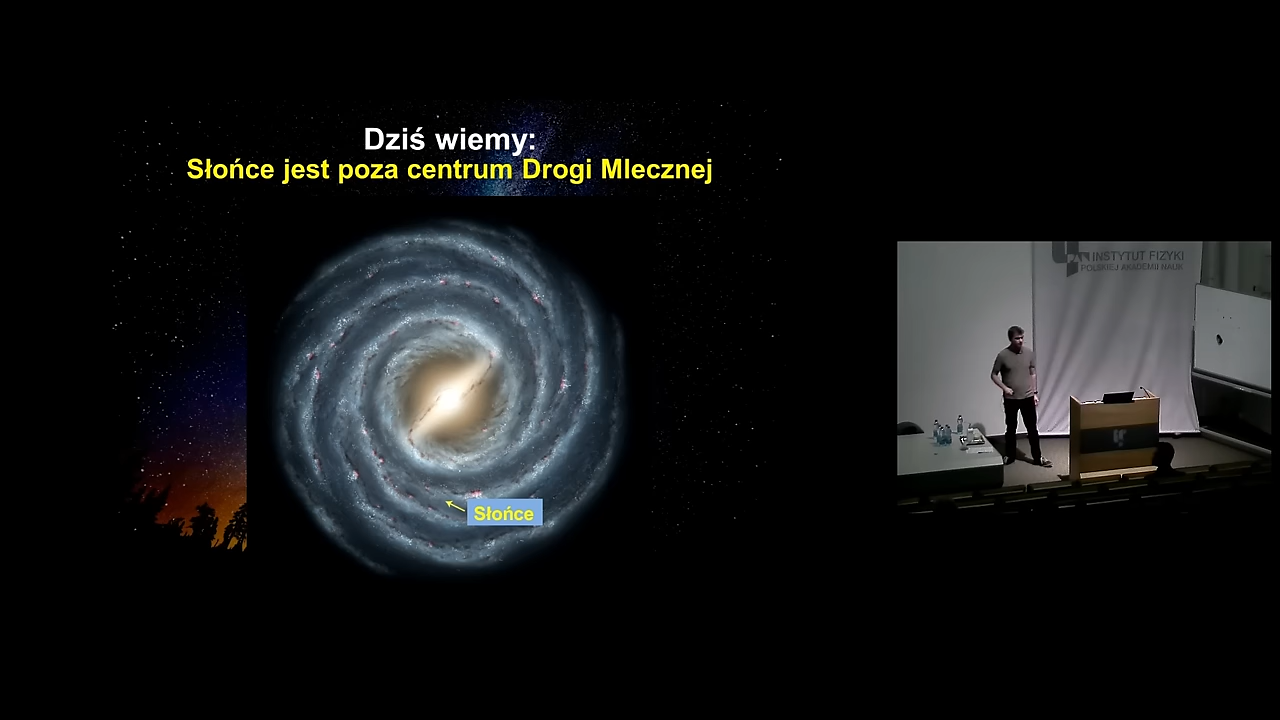 Dziś wiemy:
Słońce jest poza centrum Drogi Mlecznej
Słońce
INSTYTUT FIZYKI
POLSKIEJ AKADEMII NAUK